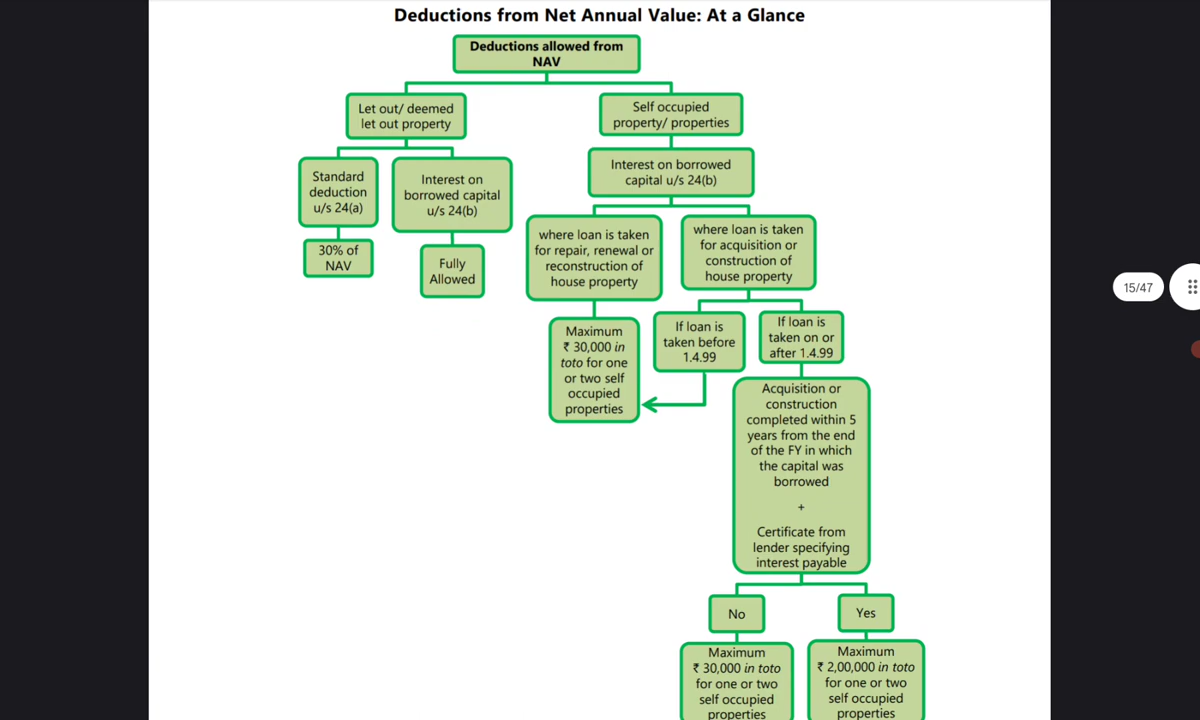 Deductions from Net Annual Value: At a Glance
Deductions allowed from
NAV
Let out/ deemed
let out property
Self occupied
property/ properties
Standard
deduction
u/s 24(a)
Interest on
borrowed capital
u/s 24(b)
Interest on borrowed
capital u/s 24(b)
30% of
NAV
Fully
Allowed
where loan is taken
for repair, renewal or
reconstruction of
house property
where loan is taken
for acquisition or
construction of
house property
Maximum
₹ 30,000 in
toto for one
or two self
occupied
properties
If loan is
taken before
1.4.99
If loan is
taken on or
after 1.4.99
Acquisition or
construction
completed within 5
years from the end
of the FY in which
the capital was
borrowed
+
Certificate from
lender specifying
interest payable
No
Yes
Maximum
₹ 30,000 in toto
for one or two
self occupied
properties
Maximum
₹ 2,00,000 in toto
for one or two
self occupied
properties
15/47